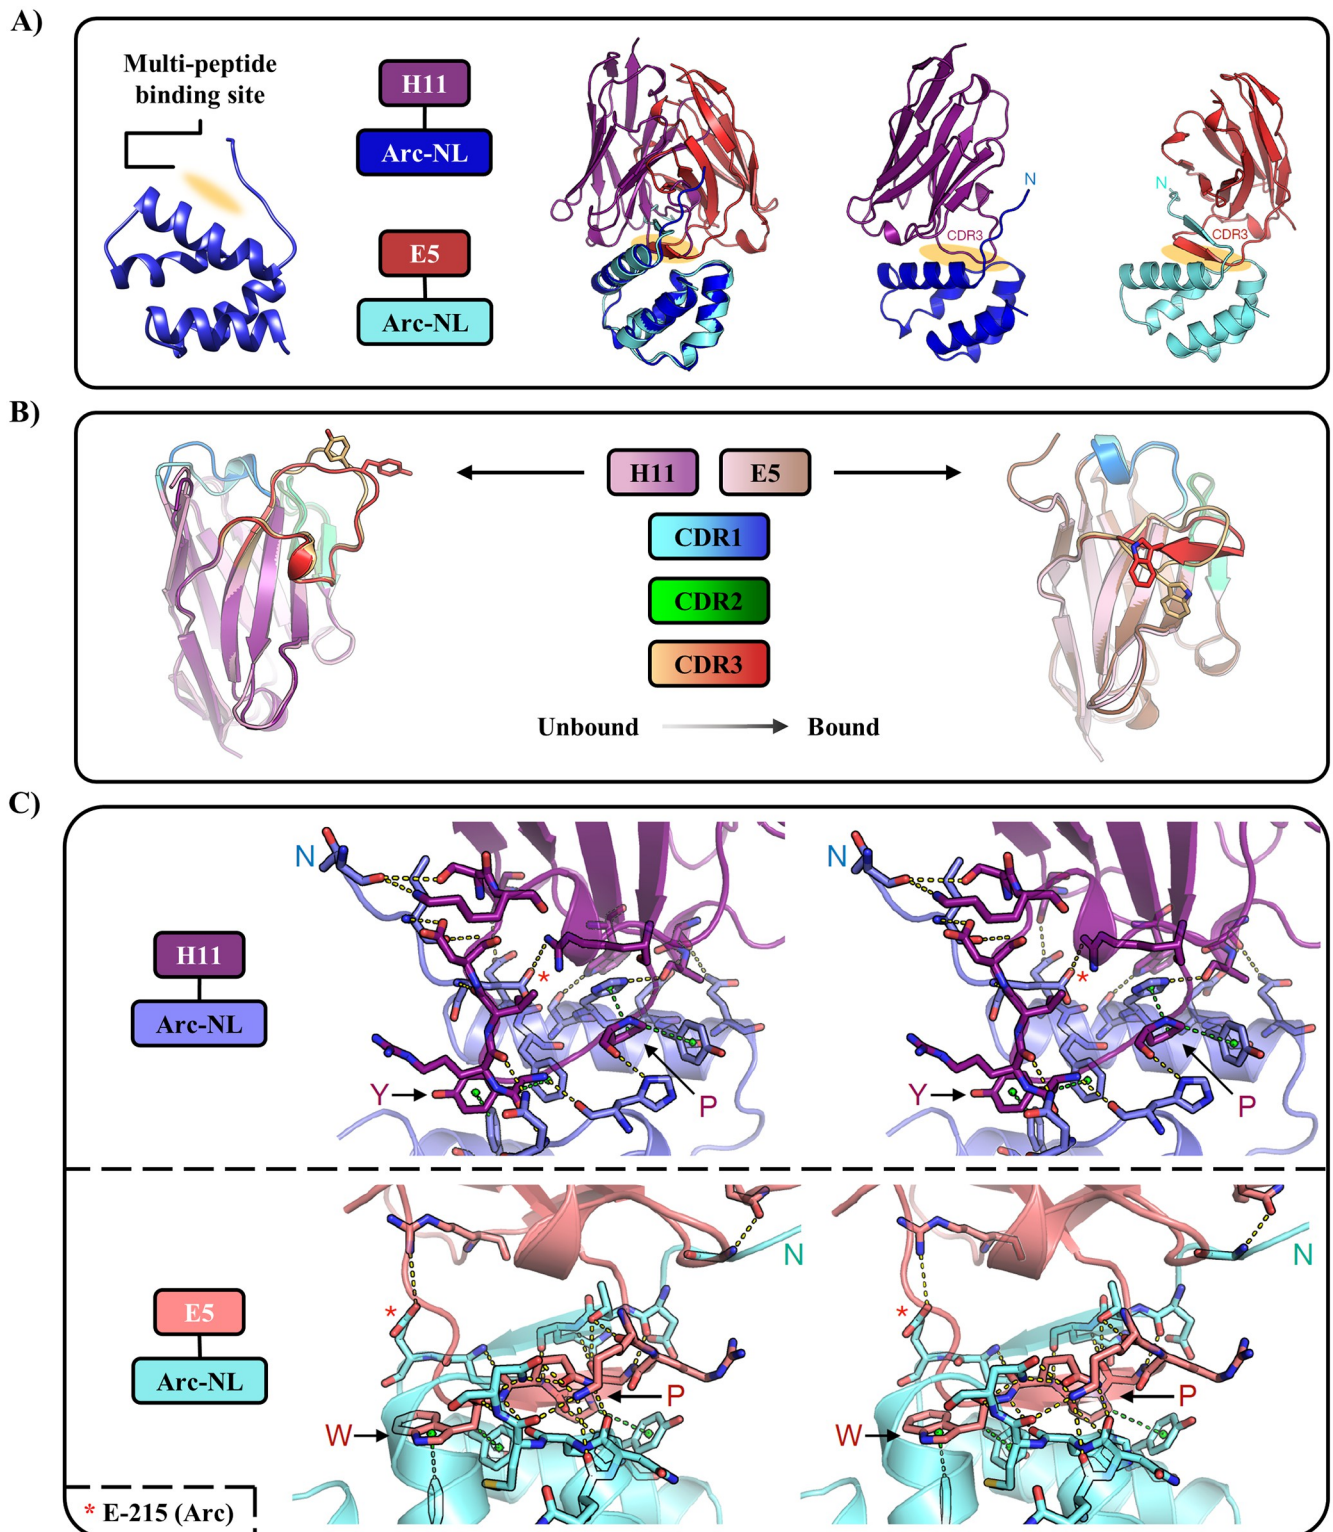 A)
Multi-peptide
binding site
H11
Arc-NL
E5
Arc-NL
N
CDR3
N
CDR3
B)
H11
E5
CDR1
CDR2
CDR3
Unbound
Bound
C)
H11
Arc-NL
N
*
Y
P
N
*
Y
P
E5
Arc-NL
N
*
P
W
N
*
P
W
* E-215 (Arc)